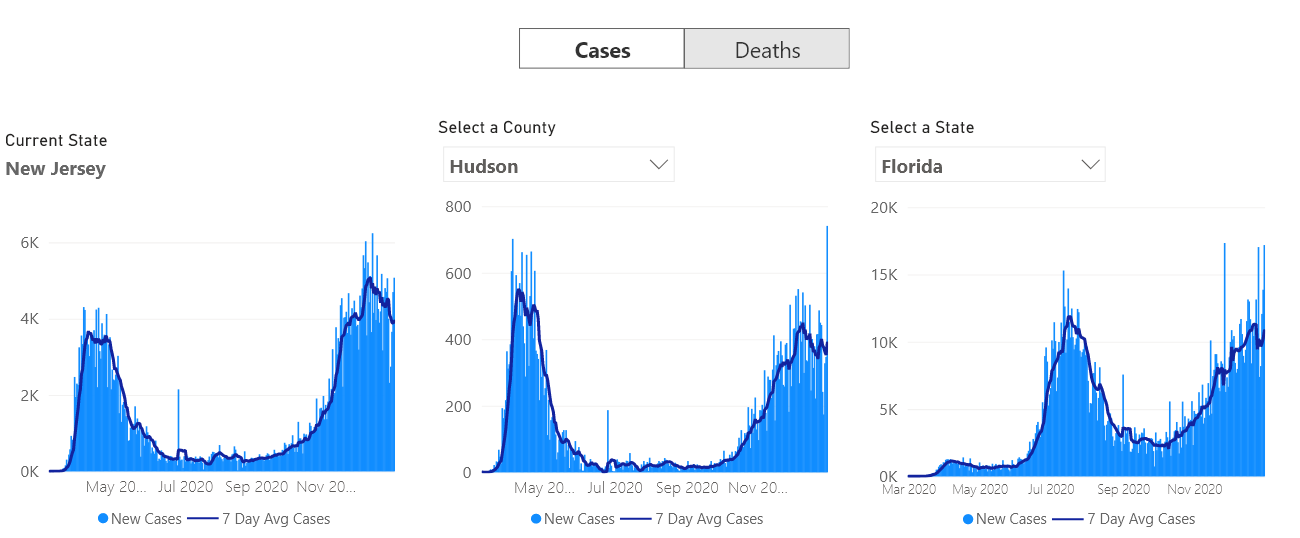 Cases Deaths
Current State
New Jersey
6K
4K
2K
0K
May 20... Jul 2020 Sep 2020 Nov 20...
New Cases 7 Day Avg Cases
Select a County
Hudson
800
600
400
200
0
May 20... Jul 2020 Sep 2020 Nov 20...
New Cases 7 Day Avg Cases
Select a State
Florida
20K
15K
10K
5K
0K
Mar 2020 May 2020 Jul 2020 Sep 2020 Nov 2020
New Cases 7 Day Avg Cases